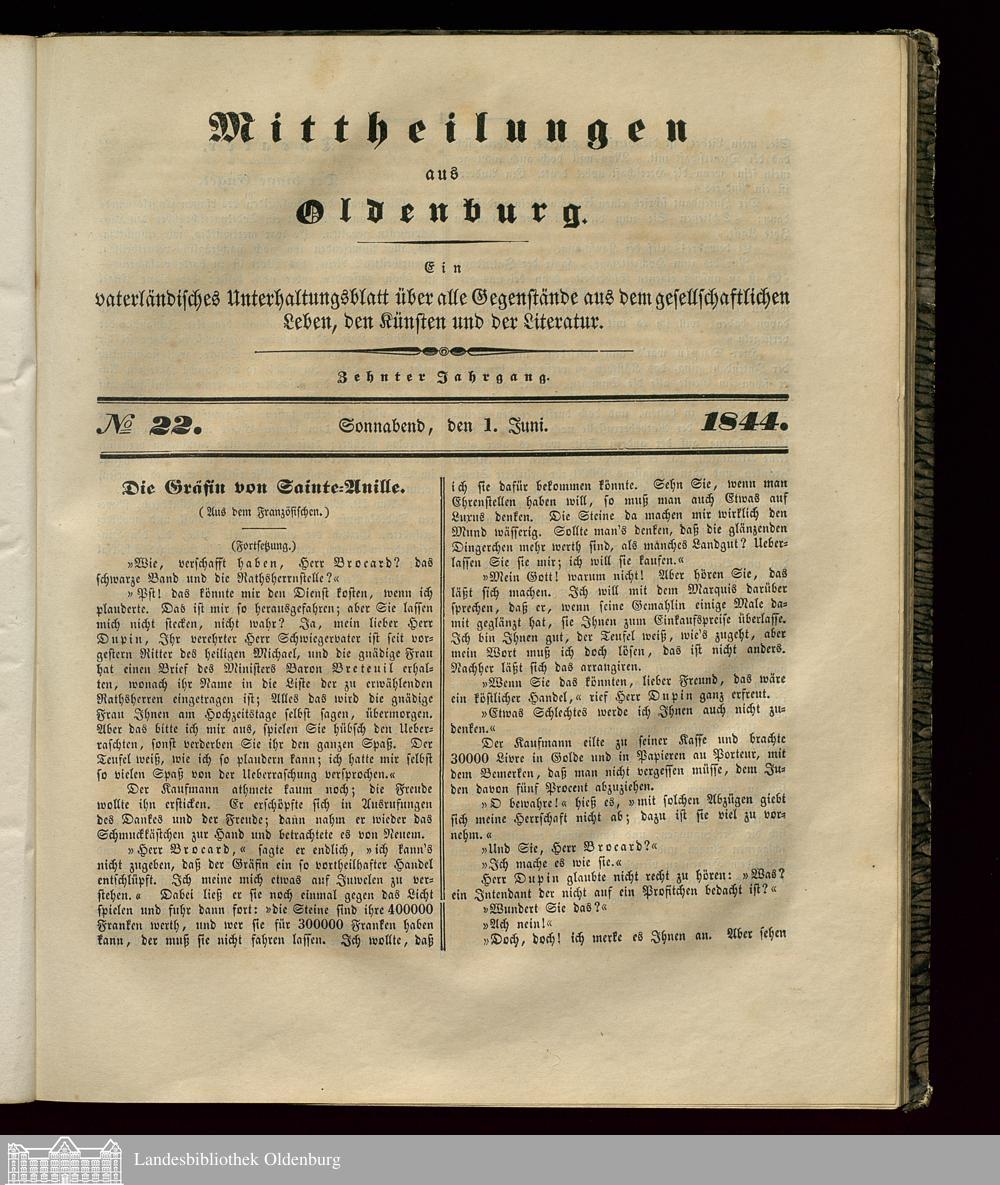 Mittheilungen
aus
Oldenburg.
Ein
vaterländisches Unterhaltungsblatt über alle Gegenstände aus dem gesellschaftlichen
Leben, den Künsten und der Literatur.
Zehnter Jahrgang.
No 22.
Sonnabend, den 1. Juni.
1844.
Die Gräfin von Sainte-Anille.
(Aus dem Französischen.)
(Fortsetzung.)
»Wie, verschafft haben, Herr Brocard? das
schwarze Band und die Rathsherrnstelle?«
»Pst! das könnte mir den Dienst kosten, wenn ich
plauderte. Das ist mir so herausgefahren; aber Sie lassen
mich nicht stecken, nicht wahr? Ja, mein lieber Herr
Dupin, Ihr verehrter Herr Schwiegervater ist seit vor-
gestern Ritter des heiligen Michael, und die gnädige Frau
hat einen Brief des Ministers Baron Breteuil erhal-
ten, wonach ihr Name in die Liste der zu erwählenden
Rathsherren eingetragen ist; Alles das wird die gnädige
Frau Ihnen am Hochzeitstage selbst sagen, übermorgen.
Aber das bitte ich mir aus, spielen Sie hübsch den Ueber-
raschten, sonst verderben Sie ihr den ganzen Spaß. Der
Teufel weiß, wie ich so plaudern kann; ich hatte mir selbst
so vielen Spaß von der Ueberraschung versprochen.«
Der Kaufmann athmete kaum noch; die Freude
wollte ihn ersticken. Er erschöpfte sich in Ausrufungen
des Dankes und der Freude; dann nahm er wieder das
Schmuckkästchen zur Hand und betrachtete es von Neuem.
»Herr Brocard,« sagte er endlich, »ich kann's
nicht zugeben, daß der Gräfin ein so vortheilhafter Handel
entschlüpft. Ich meine mich etwas auf Juwelen zu ver-
stehen.« Dabei ließ er sie noch einmal gegen das Licht
spielen und fuhr dann fort: »die Steine sind ihre 400000
Franken werth, und wer sie für 300000 Franken haben
kann, der muß sie nicht fahren lassen. Ich wollte, daß
ich sie dafür bekommen könnte. Sehn Sie, wenn man
Ehrenstellen haben will, so muß man auch Etwas auf
Luxus denken. Die Steine da machen mir wirklich den
Mund wässerig. Sollte man's denken, daß die glänzenden
Dingerchen mehr werth sind, als manches Landgut? Ueber-
lassen Sie sie mir; ich will sie kaufen.«
»Mein Gott! warum nicht! Aber hören Sie, das
läßt sich machen. Ich will mit dem Marquis darüber
sprechen, daß er, wenn seine Gemahlin einige Male da-
mit geglänzt hat, sie Ihnen zum Einkaufspreise überlasse.
Ich bin Ihnen gut, der Teufel weiß, wie's zugeht, aber
mein Wort muß ich doch lösen, das ist nicht anders.
Nachher läßt sich das arrangiren.
»Wenn Sie das könnten, lieber Freund, das wäre
ein köstlicher Handel,« rief Herr Dupin ganz erfreut.
»Etwas Schlechtes werde ich Ihnen auch nicht zu-
denken.«
Der Kaufmann eilte zu seiner Kasse und brachte
30000 Livre in Golde und in Papieren au Porteur, mit
dem Bemerken, daß man nicht vergessen müsse, dem Ju-
den davon fünf Procent abzuziehen.
»O bewahre!« hieß es, »mit solchen Abzügen giebt
sich meine Herrschaft nicht ab; dazu ist sie viel zu vor-
nehm.«
»Und Sie, Herr Brocard?«
»Ich mache es wie sie.«
Herr Dupin glaubte nicht recht zu hören: »Was?
ein Intendant der nicht auf ein Profitchen bedacht ist?«
»Wundert Sie das?«
»Ach nein!«
»Doch, doch! ich merke es Ihnen an. Aber sehen
Landesbibliothek Oldenburg